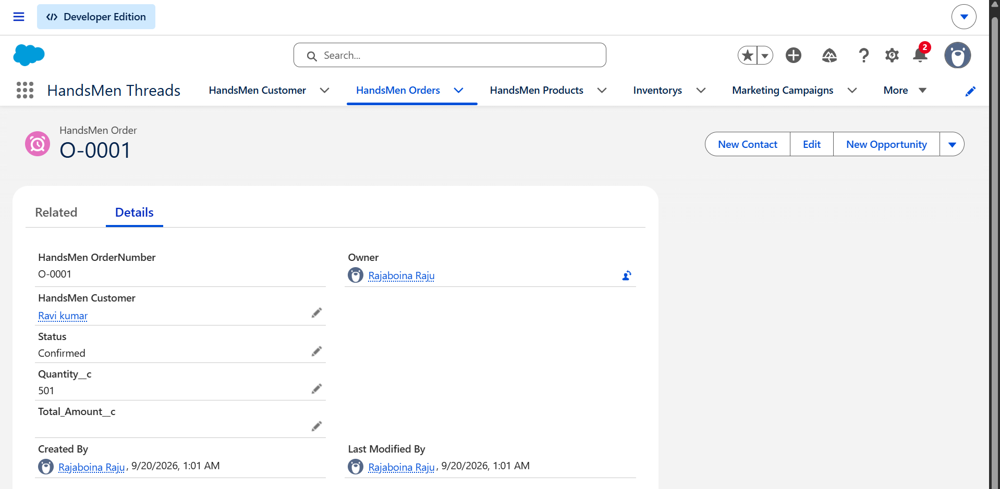 Developer Edition
Search...
2
HandsMen Threads
HandsMen Customer
HandsMen Orders
HandsMen Products
Inventorys
Marketing Campaigns
More
HandsMen Order
O-0001
New Contact
Edit
New Opportunity
Related
Details
HandsMen OrderNumber
O-0001
Owner
Rajaboina Raju
HandsMen Customer
Ravi kumar
Status
Confirmed
Quantity__c
501
Total_Amount__c
Created By
Rajaboina Raju, 9/20/2026, 1:01 AM
Last Modified By
Rajaboina Raju, 9/20/2026, 1:01 AM